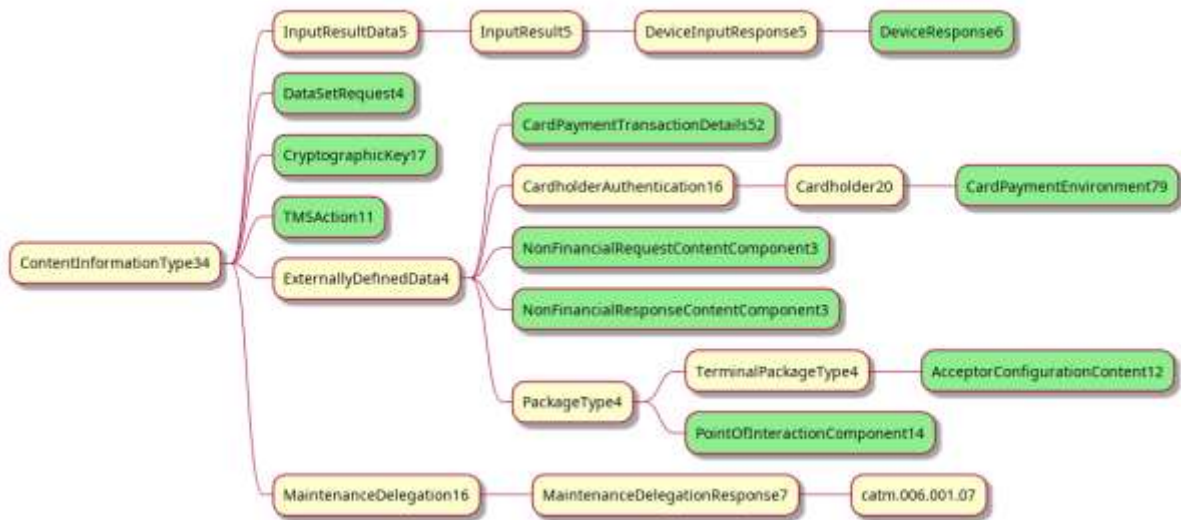 InputResultData5
InputResult5
DeviceInputResponse5
DeviceResponse6
DataSetRequest4
CardPaymentTransactionDetails52
CryptographicKey17
CardholderAuthentication16
Cardholder20
CardPaymentEnvironment79
TMSAction11
NonFinancialRequestContentComponent3
ContentInformationType34
ExternallyDefinedData4
NonFinancialResponseContentComponent3
TerminalPackageType4
AcceptorConfigurationContent12
PackageType4
PointOfInteractionComponent14
MaintenanceDelegation16
MaintenanceDelegationResponse7
catm.006.001.07